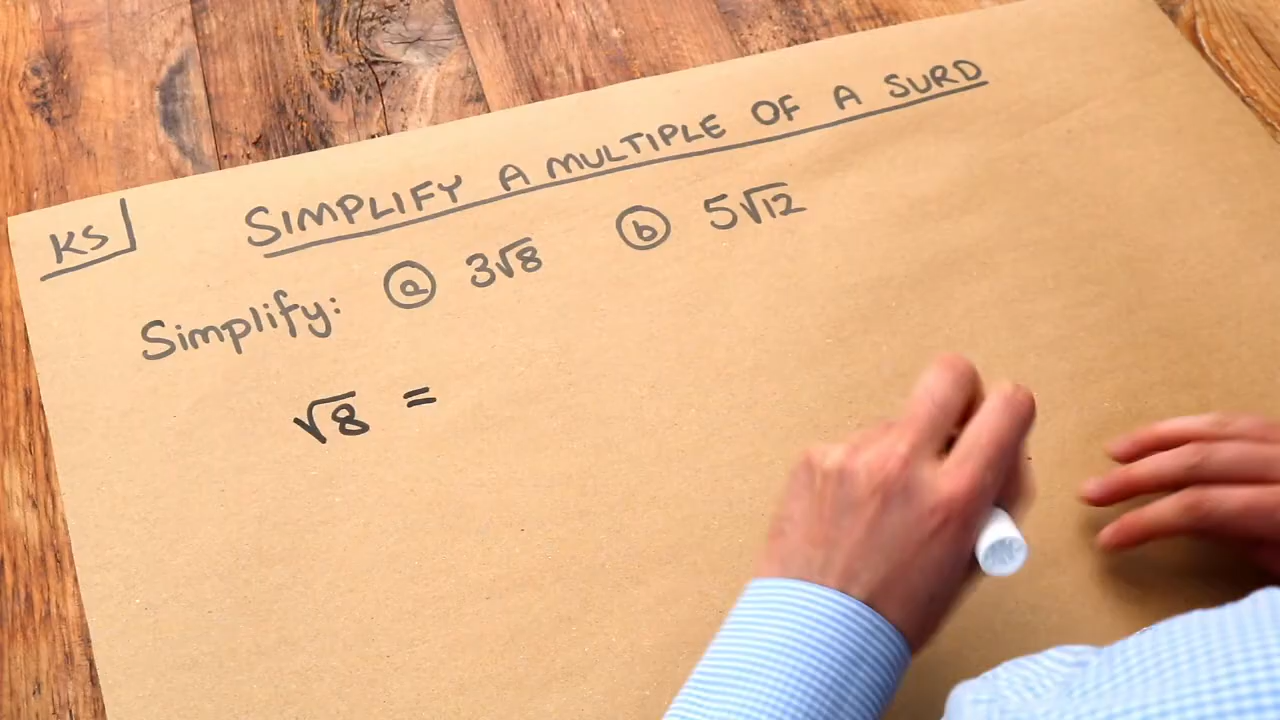 KS
SIMPLIFY A MULTIPLE OF A SURD
Simplify: ⓐ 3√8 ⓑ 5√12
√8 =